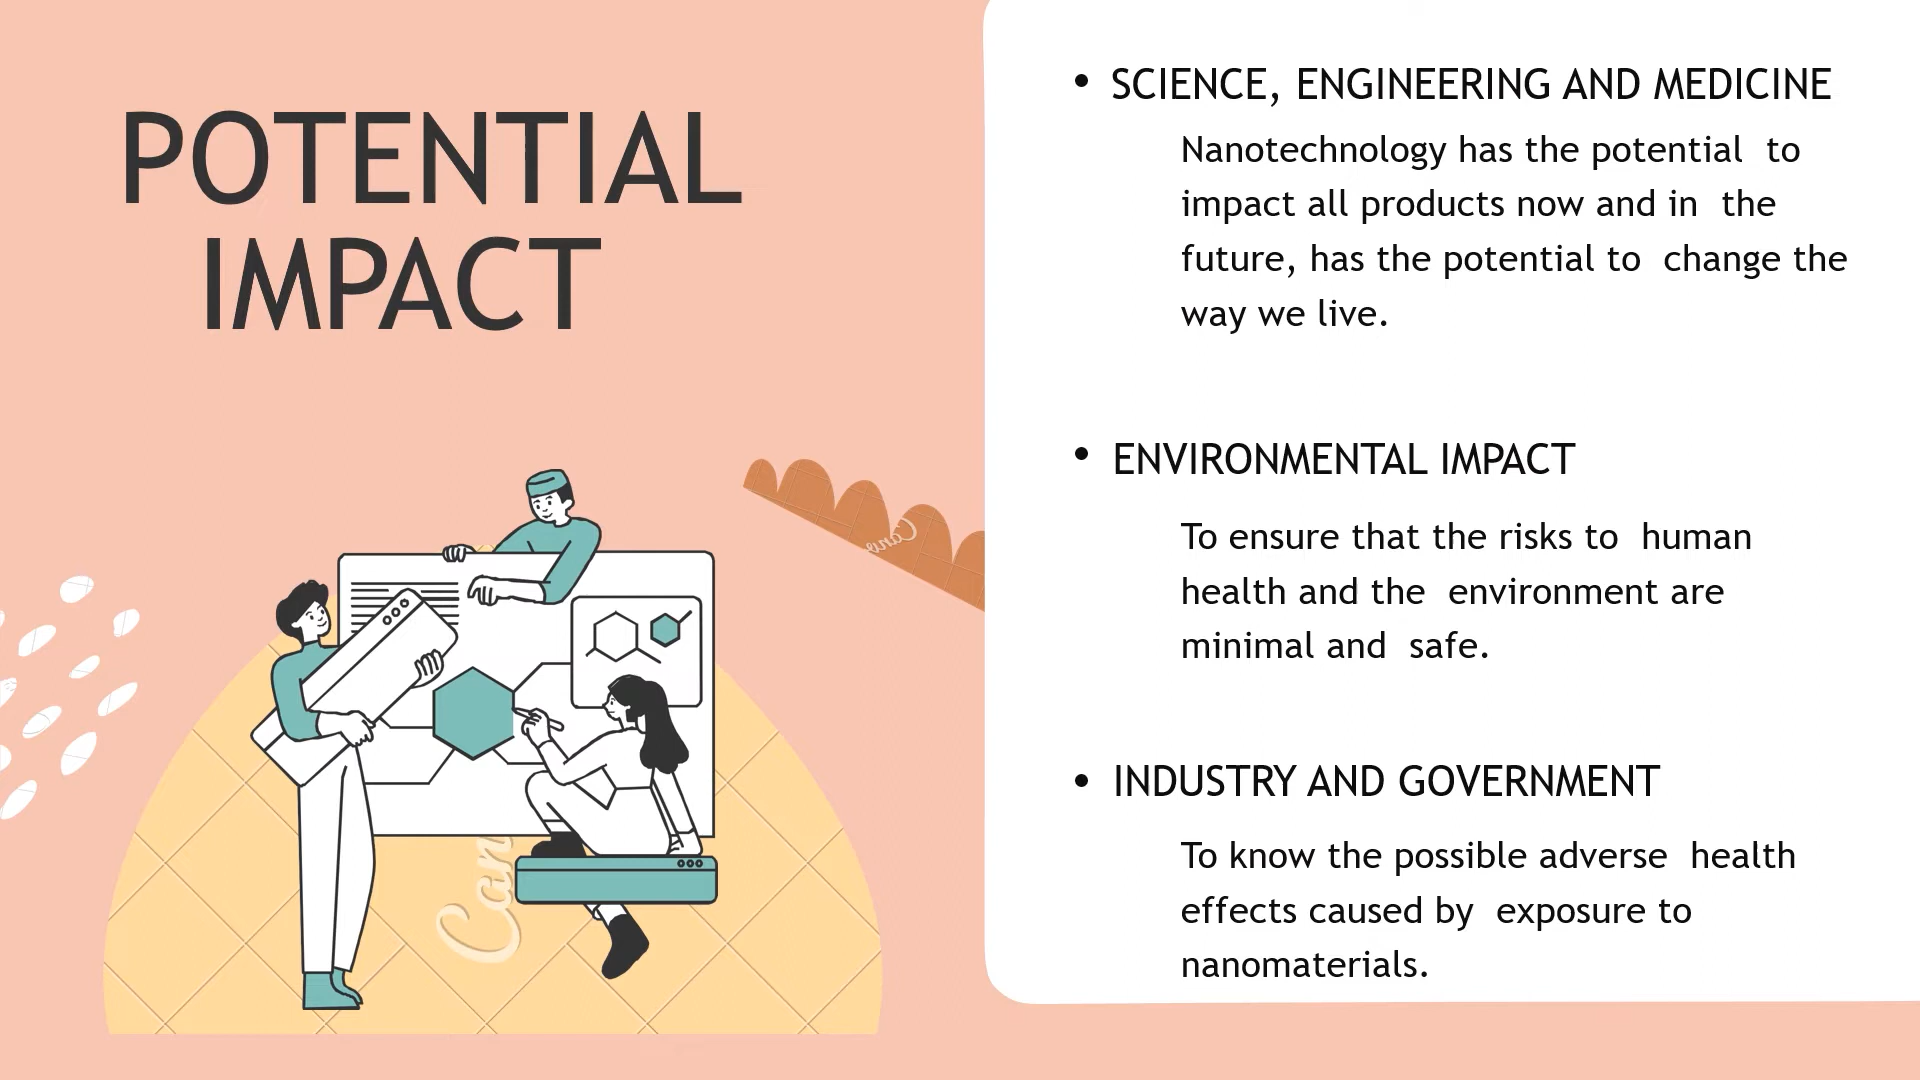 POTENTIAL
IMPACT
• SCIENCE, ENGINEERING AND MEDICINE
Nanotechnology has the potential to
impact all products now and in the
future, has the potential to change the
way we live.
• ENVIRONMENTAL IMPACT
To ensure that the risks to human
health and the environment are
minimal and safe.
• INDUSTRY AND GOVERNMENT
To know the possible adverse health
effects caused by exposure to
nanomaterials.
Can